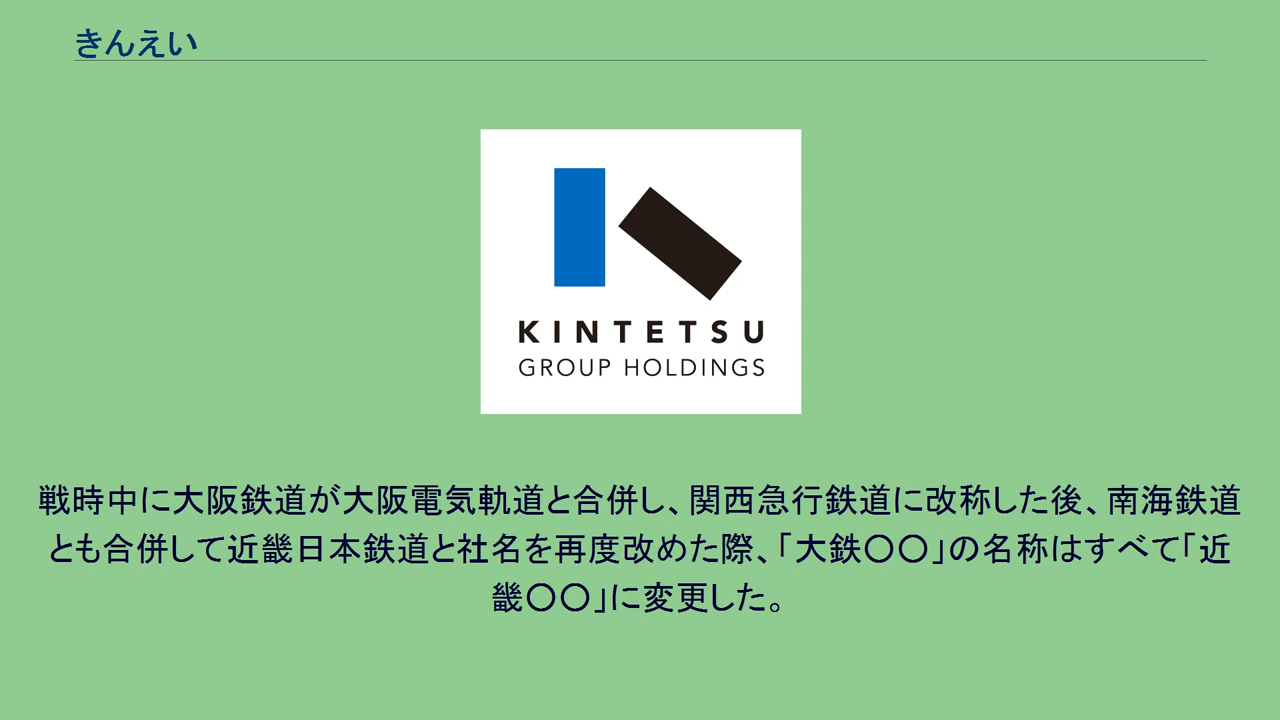 きんえい
KINTETSU
GROUP HOLDINGS
戦時中に大阪鉄道が大阪電気軌道と合併し、関西急行鉄道に改称した後、南海鉄道
とも合併して近畿日本鉄道と社名を再度改めた際、「大鉄〇〇」の名称はすべて「近
畿〇〇」に変更した。